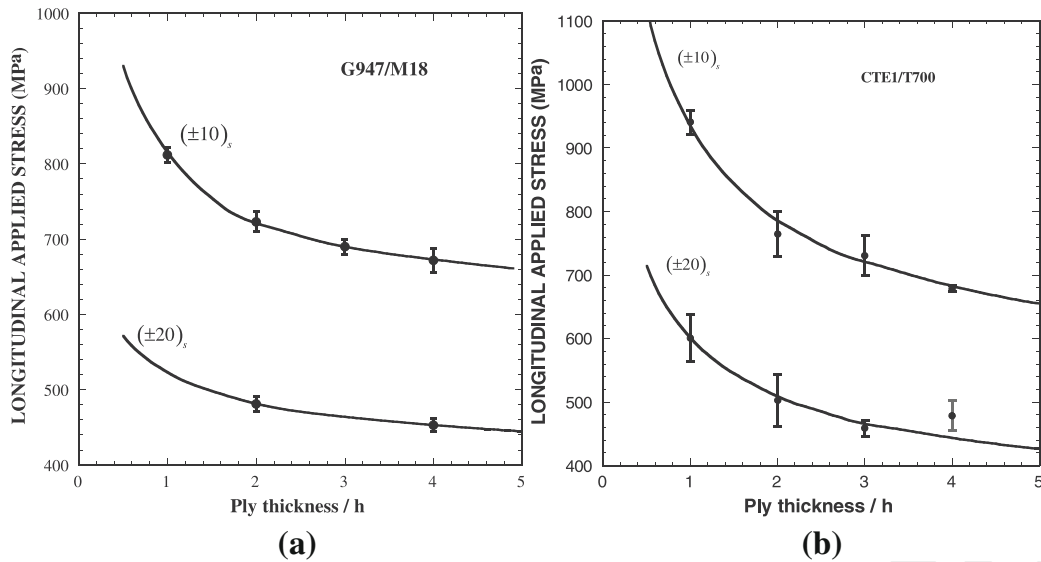 1000
900
800
700
600
500
400
0
1
2
3
4
5
LONGITUDINAL APPLIED STRESS (MPa)
G947/M18
(±10)s
(±20)s
Ply thickness / h
(a)
1100
1000
900
800
700
600
500
400
0
1
2
3
4
5
LONGITUDINAL APPLIED STRESS (MPa)
(±10)s
CTE1/T700
(±20)s
Ply thickness / h
(b)